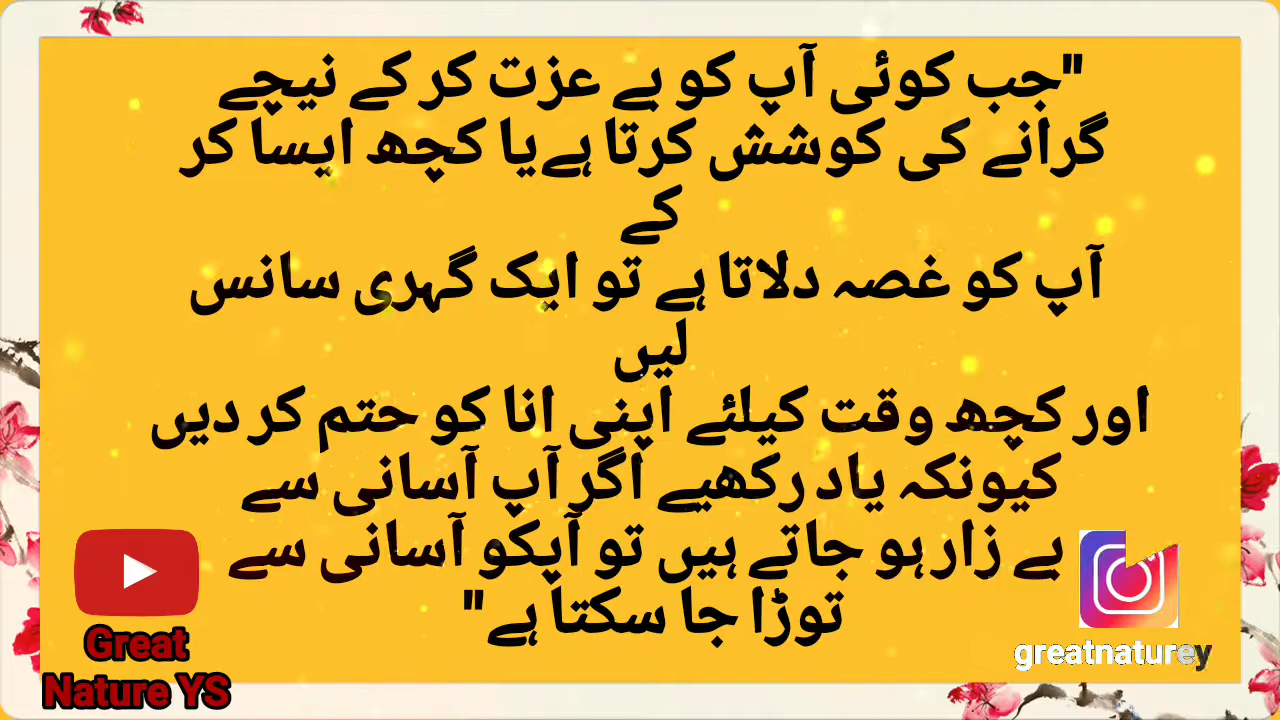 "جب کوئی آپ کو بے عزت کر کے نیچے
گرانے کی کوشش کرتا ہےیا کچھ ایسا کر
کے
آپ کو غصہ دلاتا ہے تو ایک گہری سانس
لیں
اور کچھ وقت کیلئے اپنی انا کو حتم کر دیں
کیونکہ یاد رکھیے اگر آپ آسانی سے
بے زار ہو جاتے ہیں تو آپکو آسانی سے
توڑا جا سکتا ہے"
Great
Nature YS
greatnaturey